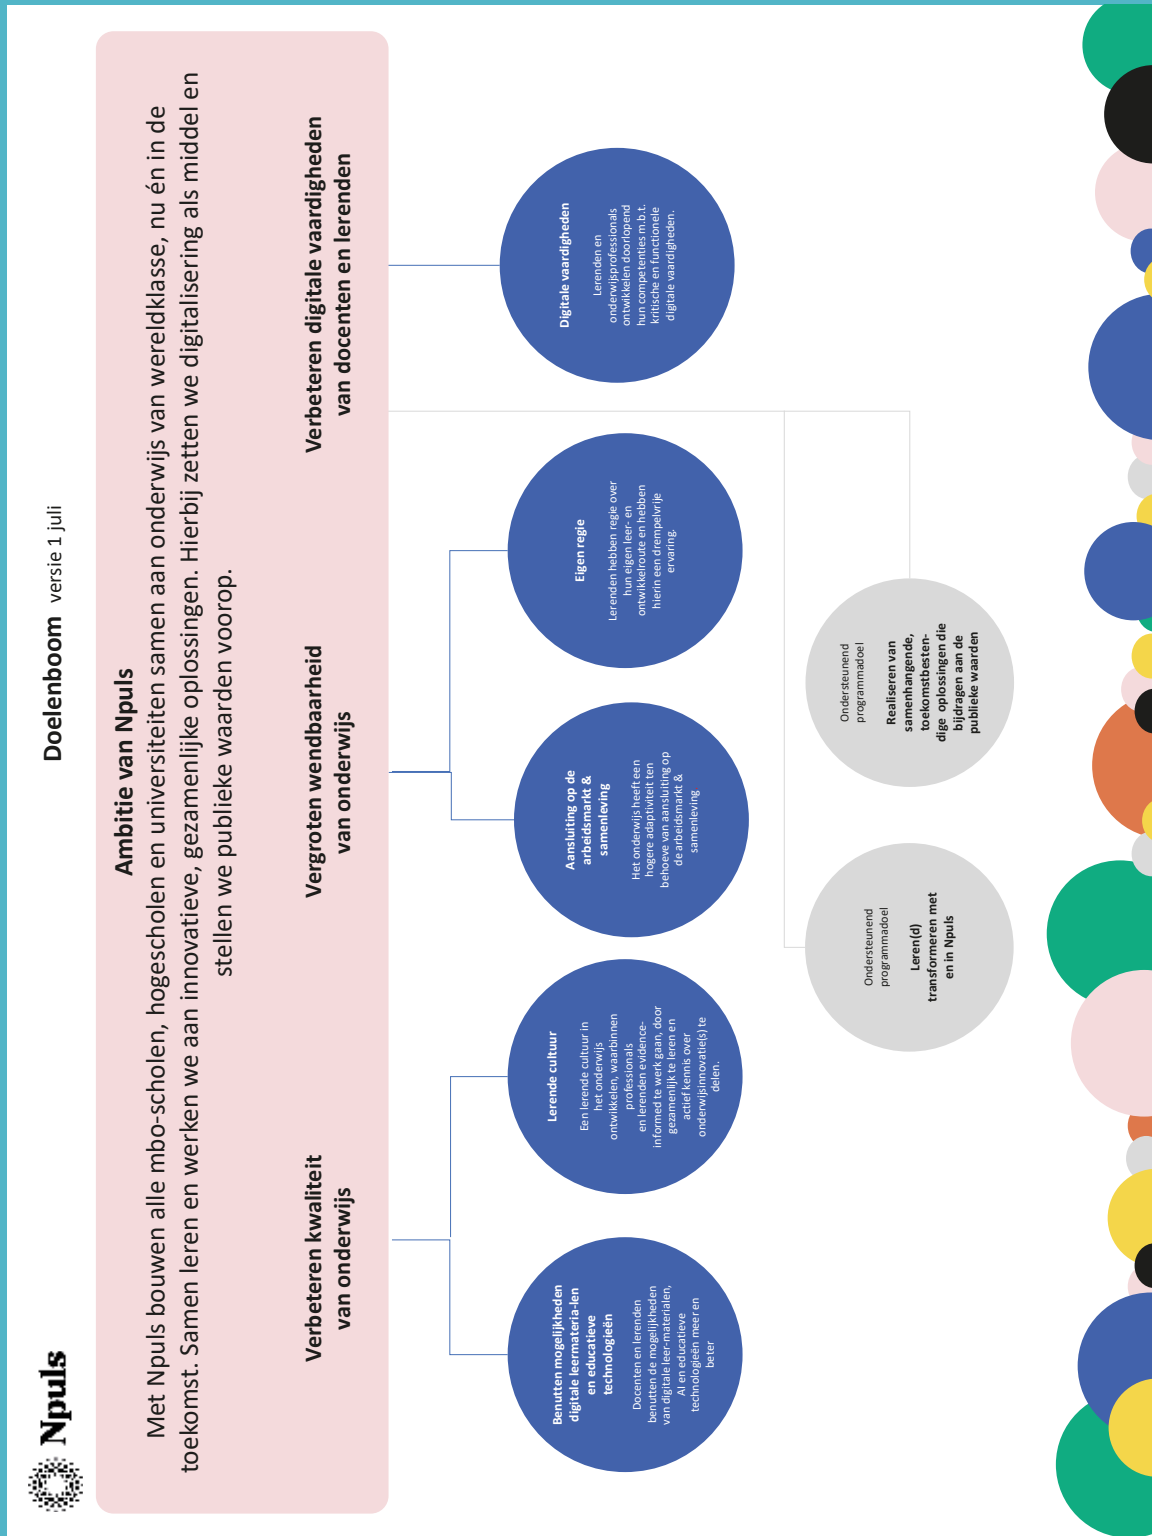 Npuls
Doelenboom versie 1 juli
Ambitie van Npuls
Met Npuls bouwen alle mbo-scholen, hogescholen en universiteiten samen aan onderwijs van wereldklasse, nu én in de
toekomst. Samen leren en werken we aan innovatieve, gezamenlijke oplossingen. Hierbij zetten we digitalisering als middel en
stellen we publieke waarden voorop.
Verbeteren kwaliteit
van onderwijs
Vergroten wendbaarheid
van onderwijs
Verbeteren digitale vaardigheden
van docenten en lerenden
Benutten mogelijkheden
digitale leermateria-len
en educatieve
technologieën
Docenten en lerenden
benutten de mogelijkheden
van digitale leer-materialen,
AI en educatieve
technologieën meer en
beter
Lerende cultuur
Een lerende cultuur in
het onderwijs
ontwikkelen, waarbinnen
professionals
en lerenden evidence-
informed te werk gaan, door
gezamenlijk te leren en
actief kennis over
onderwijsinnovatie(s) te
delen.
Aansluiting op de
arbeidsmarkt &
samenleving
Het onderwijs heeft een
hogere adaptiviteit ten
behoeve van aansluiting op
de arbeidsmarkt &
samenleving
Eigen regie
Lerenden hebben regie over
hun eigen leer- en
ontwikkelroute en hebben
hierin een drempelvrije
ervaring.
Digitale vaardigheden
Lerenden en
onderwijsprofessionals
ontwikkelen doorlopend
hun competenties m.b.t.
kritische en functionele
digitale vaardigheden.
Ondersteunend
programmadoel
Leren(d)
transformeren met
en in Npuls
Ondersteunend
programmadoel
Realiseren van
samenhangende,
toekomstbesten-
dige oplossingen die
bijdragen aan de
publieke waarden